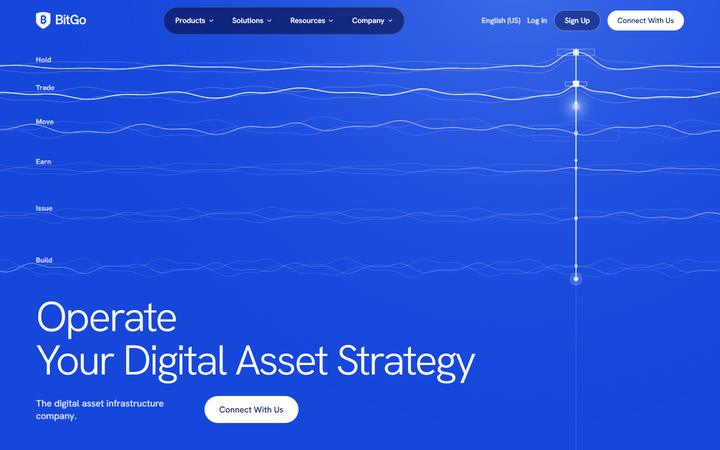 BitGo
Products
Solutions
Resources
Company
English (US)
Log In
Sign Up
Connect With Us
Hold
Trade
Move
Earn
Issue
Build
Operate
Your Digital Asset Strategy
The digital asset infrastructure
company.
Connect With Us